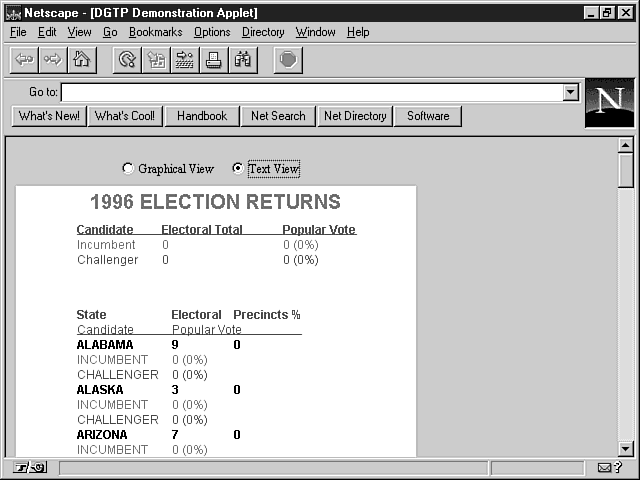 Netscape - [DGTP Demonstration Applet]
File Edit View Go Bookmarks Options Directory Window Help
Go to:
N
What's New! What's Cool! Handbook Net Search Net Directory Software
Graphical View Text View
1996 ELECTION RETURNS
Candidate Electoral Total Popular Vote
Incumbent 0 0 (0%)
Challenger 0 0 (0%)
State Electoral Precincts %
Candidate Popular Vote
ALABAMA 9 0
INCUMBENT 0 (0%)
CHALLENGER 0 (0%)
ALASKA 3 0
INCUMBENT 0 (0%)
CHALLENGER 0 (0%)
ARIZONA 7 0
INCUMBENT 0 (0%)
?